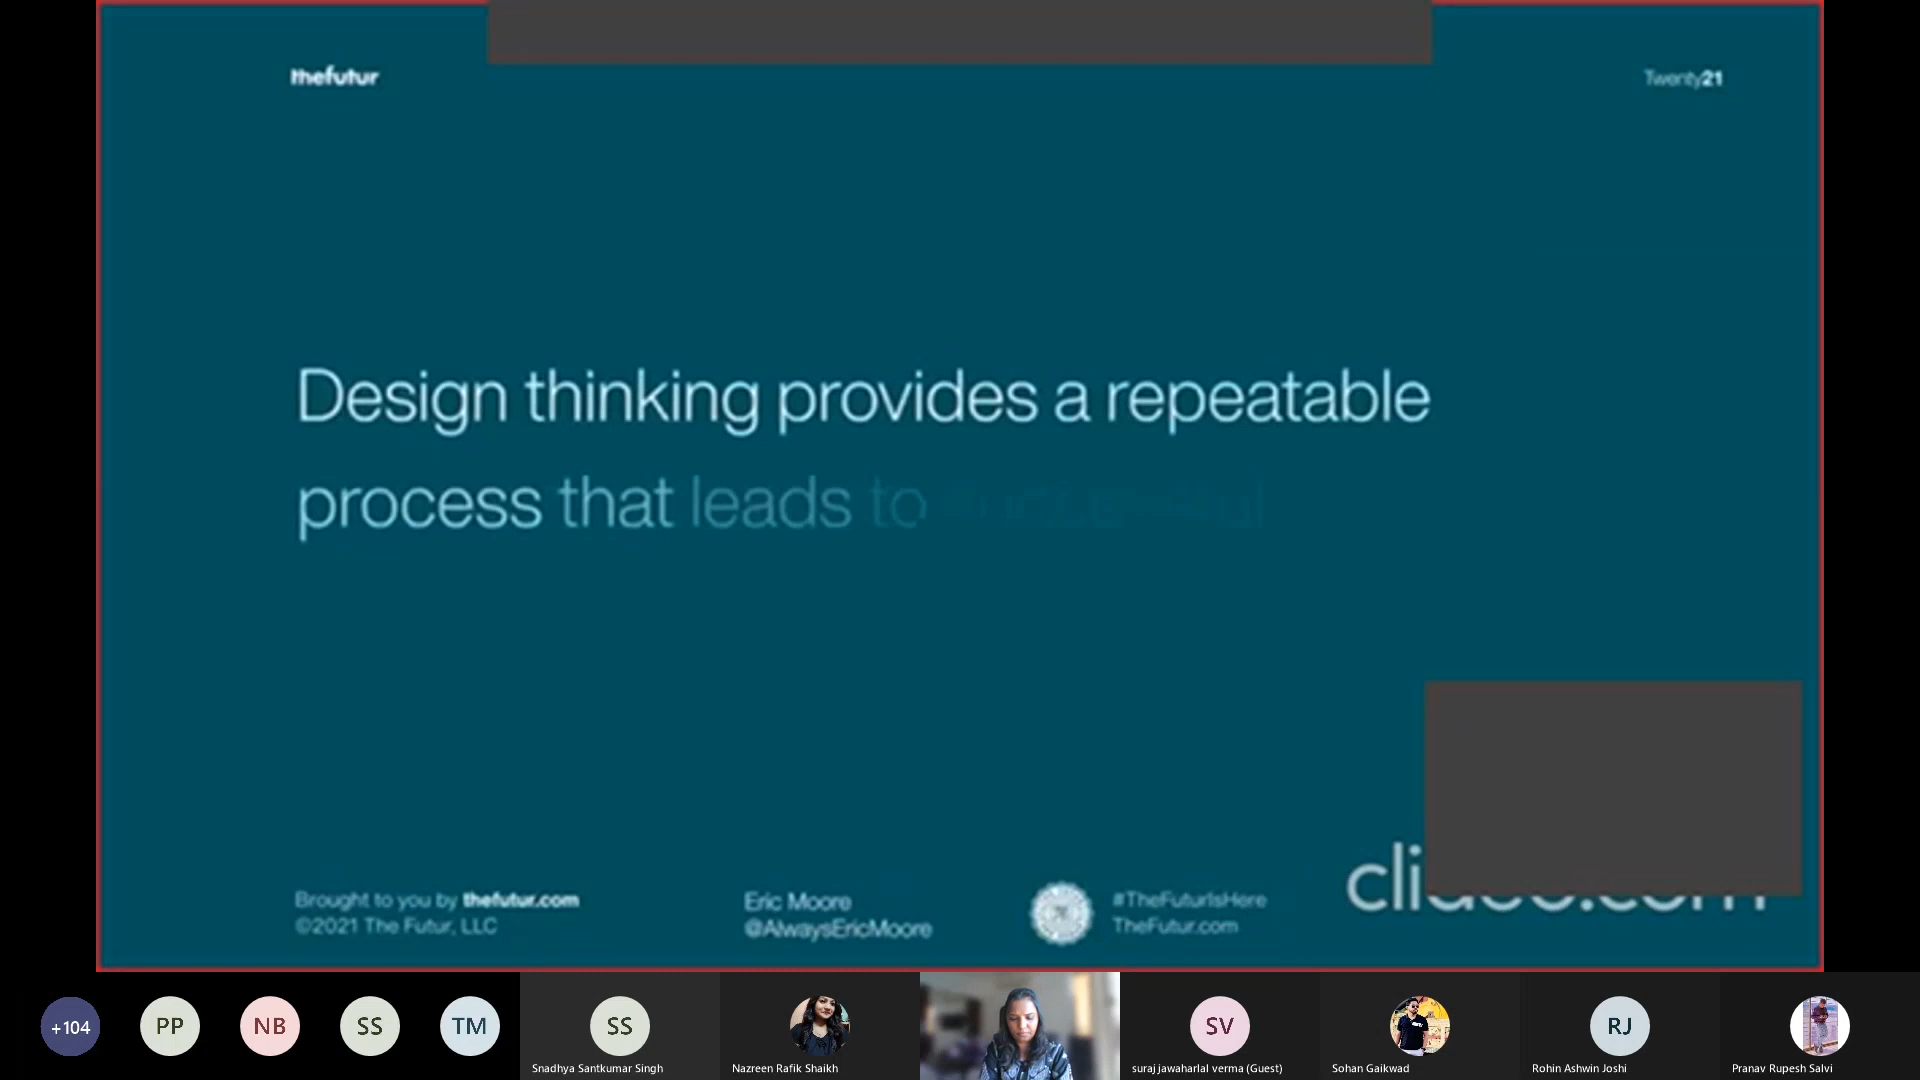 thefutur
Twenty21
Design thinking provides a repeatable
process that leads to successful
Brought to you by thefutur.com
©2021 The Futur, LLC
Eric Moore
@AlwaysEricMoore
#TheFuturIsHere
TheFutur.com
+104
PP
NB
SS
TM
SS
SV
RJ
Snadhya Santkumar Singh
Nazreen Rafik Shaikh
suraj jawaharlal verma (Guest)
Sohan Gaikwad
Rohin Ashwin Joshi
Pranav Rupesh Salvi